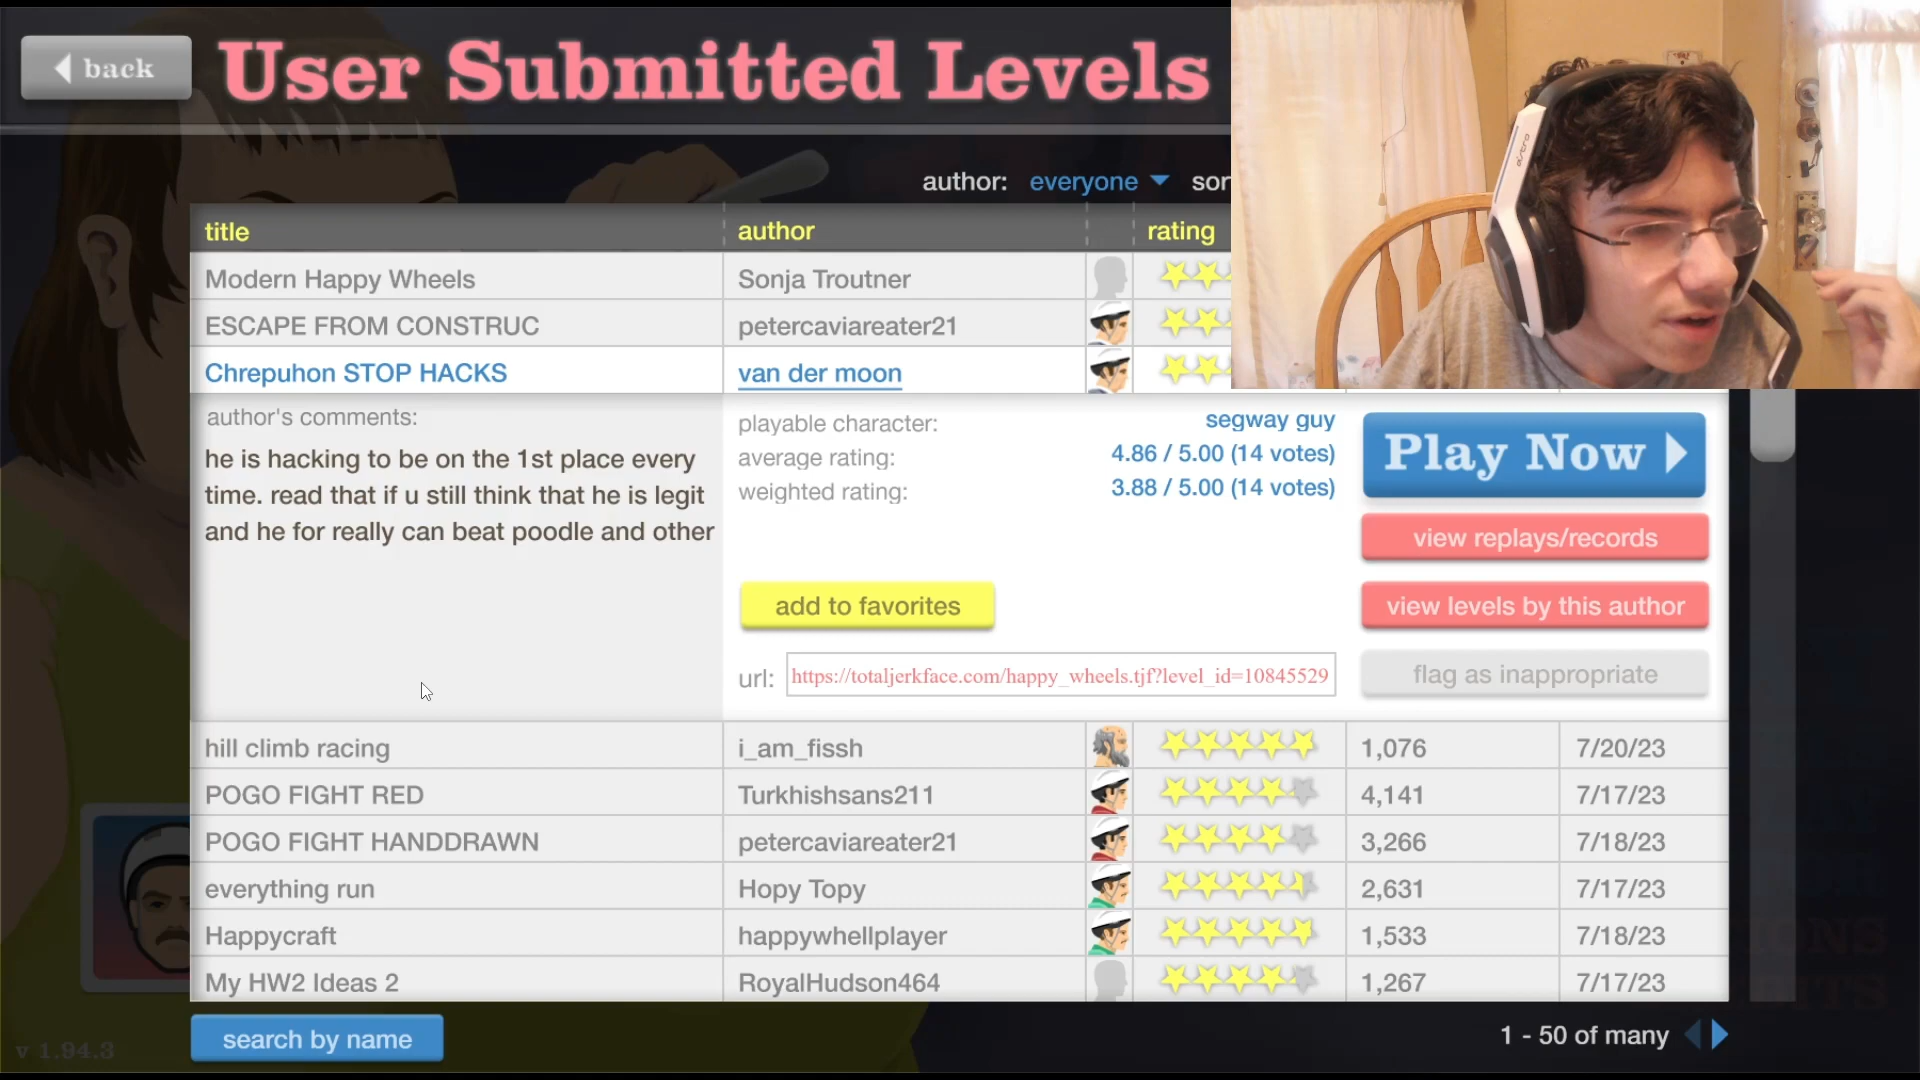 back
User Submitted Levels
author: everyone sor
title author rating
Modern Happy Wheels Sonja Troutner
ESCAPE FROM CONSTRUC petercaviareater21
Chrepuhon STOP HACKS van der moon
author's comments:
he is hacking to be on the 1st place every
time. read that if u still think that he is legit
and he for really can beat poodle and other
playable character: segway guy
average rating: 4.86 / 5.00 (14 votes)
weighted rating: 3.88 / 5.00 (14 votes)
Play Now
view replays/records
add to favorites
view levels by this author
url: https://totaljerkface.com/happy_wheels.tjf?level_id=10845529
flag as inappropriate
hill climb racing i_am_fissh 1,076 7/20/23
POGO FIGHT RED Turkhishsans211 4,141 7/17/23
POGO FIGHT HANDDRAWN petercaviareater21 3,266 7/18/23
everything run Hopy Topy 2,631 7/17/23
Happycraft happywhellplayer 1,533 7/18/23
My HW2 Ideas 2 RoyalHudson464 1,267 7/17/23
search by name
1 - 50 of many
v 1.94.3